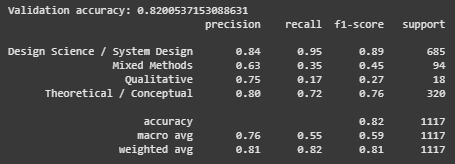 Validation accuracy: 0.8200537153088631
precision recall f1-score support
Design Science / System Design 0.84 0.95 0.89 685
Mixed Methods 0.63 0.35 0.45 94
Qualitative 0.75 0.17 0.27 18
Theoretical / Conceptual 0.80 0.72 0.76 320
accuracy 0.82 1117
macro avg 0.76 0.55 0.59 1117
weighted avg 0.81 0.82 0.81 1117